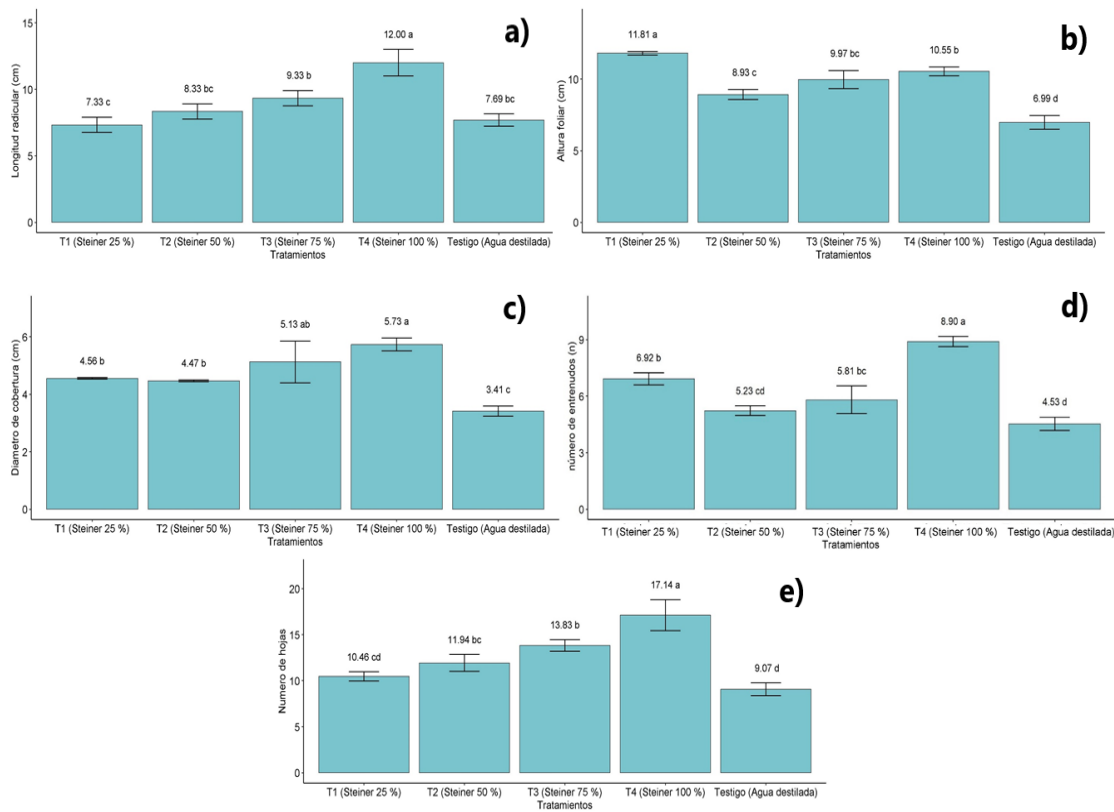 a)
Longitud radicular (cm)
15
10
5
0
7.33 c
8.33 bc
9.33 b
12.00 a
7.69 bc
T1 (Steiner 25 %)
T2 (Steiner 50 %)
T3 (Steiner 75 %)
T4 (Steiner 100 %)
Testigo (Agua destilada)
Tratamientos
b)
Altura foliar (cm)
10
5
0
11.81 a
8.93 c
9.97 bc
10.55 b
6.99 d
T1 (Steiner 25 %)
T2 (Steiner 50 %)
T3 (Steiner 75 %)
T4 (Steiner 100 %)
Testigo (Agua destilada)
Tratamientos
c)
Diametro de cobertura (cm)
6
4
2
0
4.56 b
4.47 b
5.13 ab
5.73 a
3.41 c
T1 (Steiner 25 %)
T2 (Steiner 50 %)
T3 (Steiner 75 %)
T4 (Steiner 100 %)
Testigo (Agua destilada)
Tratamientos
d)
número de entrenudos (n)
9
6
3
0
6.92 b
5.23 cd
5.81 bc
8.90 a
4.53 d
T1 (Steiner 25 %)
T2 (Steiner 50 %)
T3 (Steiner 75 %)
T4 (Steiner 100 %)
Testigo (Agua destilada)
Tratamientos
e)
Numero de hojas
20
15
10
5
0
10.46 cd
11.94 bc
13.83 b
17.14 a
9.07 d
T1 (Steiner 25 %)
T2 (Steiner 50 %)
T3 (Steiner 75 %)
T4 (Steiner 100 %)
Testigo (Agua destilada)
Tratamientos